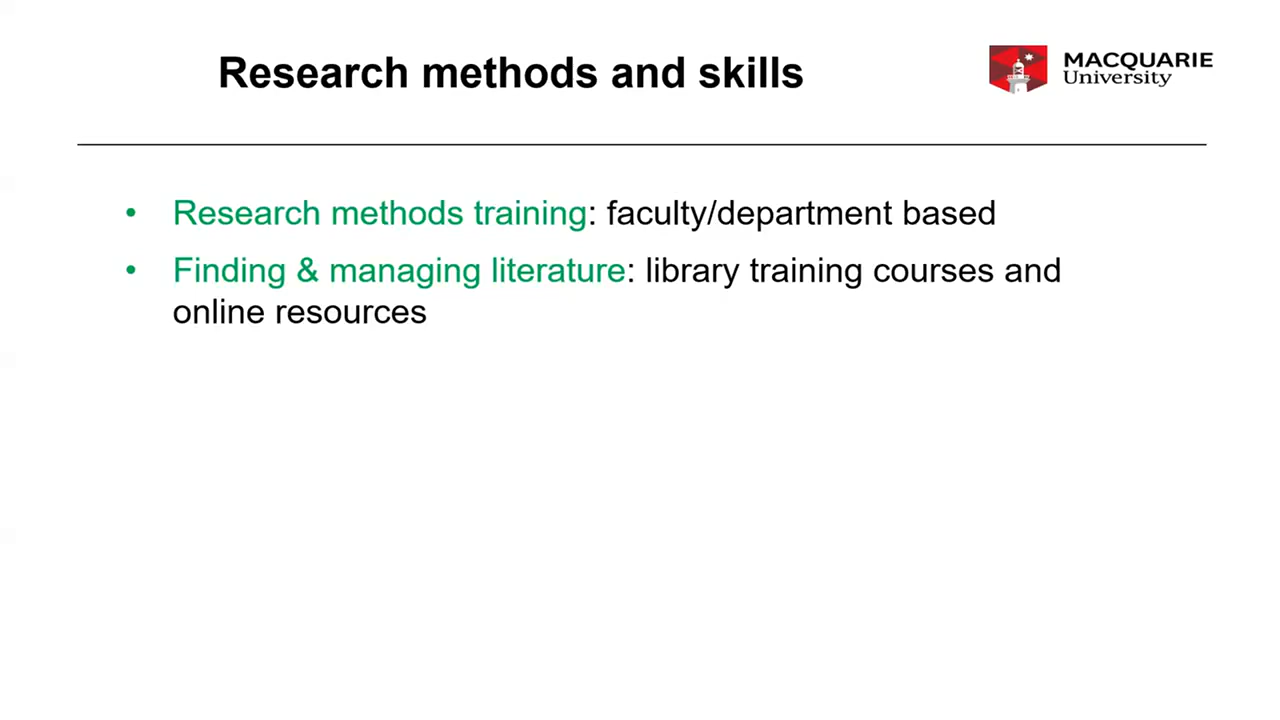 Research methods and skills
MACQUARIE
University
• Research methods training: faculty/department based
• Finding & managing literature: library training courses and
online resources